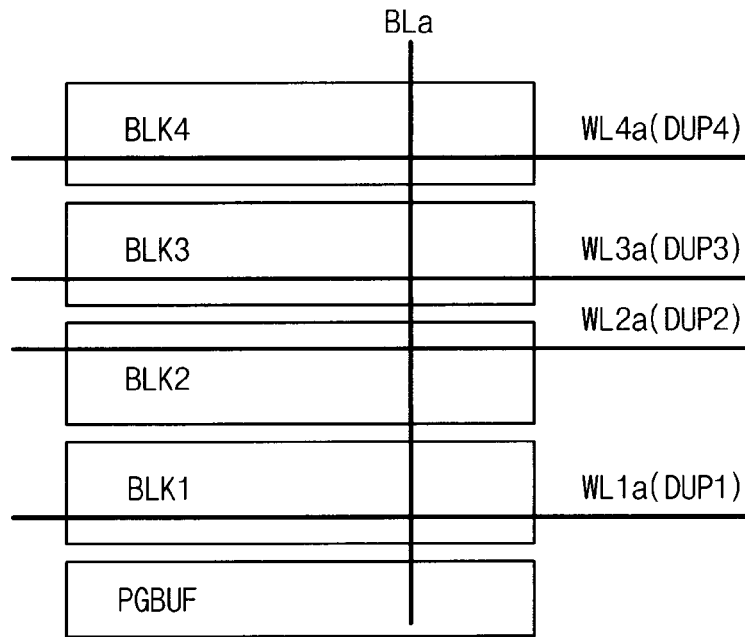 BLa
BLK4 WL4a(DUP4)
BLK3 WL3a(DUP3)
WL2a(DUP2)
BLK2
BLK1 WL1a(DUP1)
PGBUF